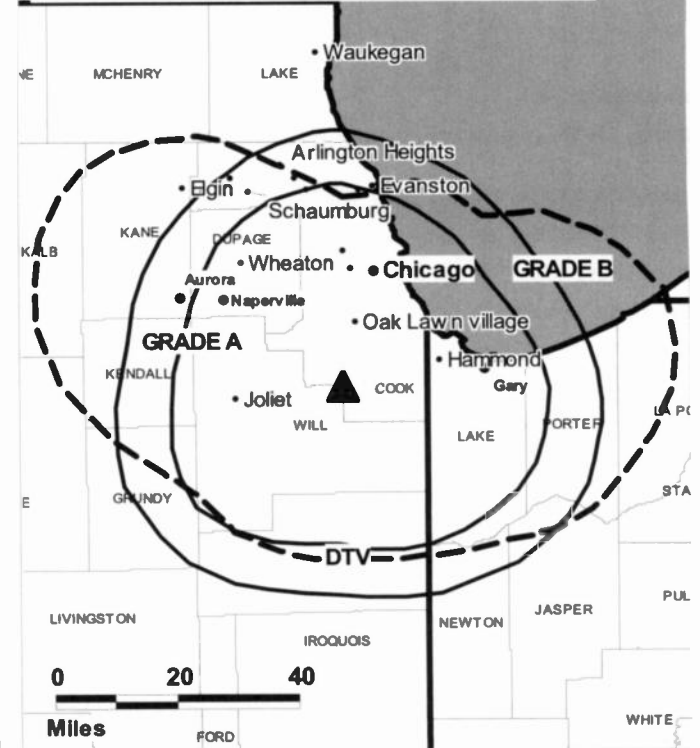 Waukegan
NE
MCHENRY
LAKE
Arlington Heights
Elgin
Evanston
Schaumburg
KANE
DUPAGE
KALB
Wheaton
Chicago
GRADE B
Aurora
Naperville
Oak Lawn village
GRADE A
Hammond
KENDALL
Gary
COOK
Joliet
LA PO
WILL
PORTER
LAKE
STA
GRUNDY
E
DTV
PUL
LIVINGSTON
JASPER
NEWTON
IROQUOIS
0 20 40
Miles
WHITE
FORD